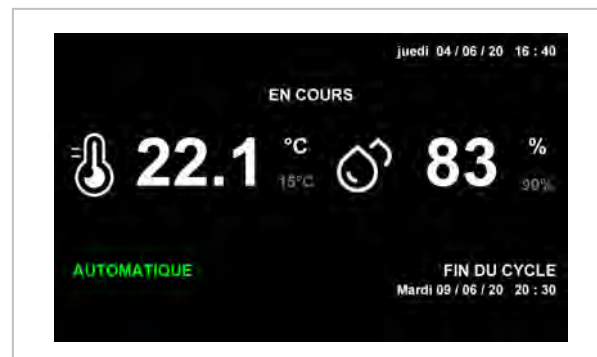 juedi 04 / 06 / 20 16 : 40
EN COURS
22.1 °C 83 %
15°C 90%
AUTOMATIQUE FIN DU CYCLE
Mardi 09 / 06 / 20 20 : 30